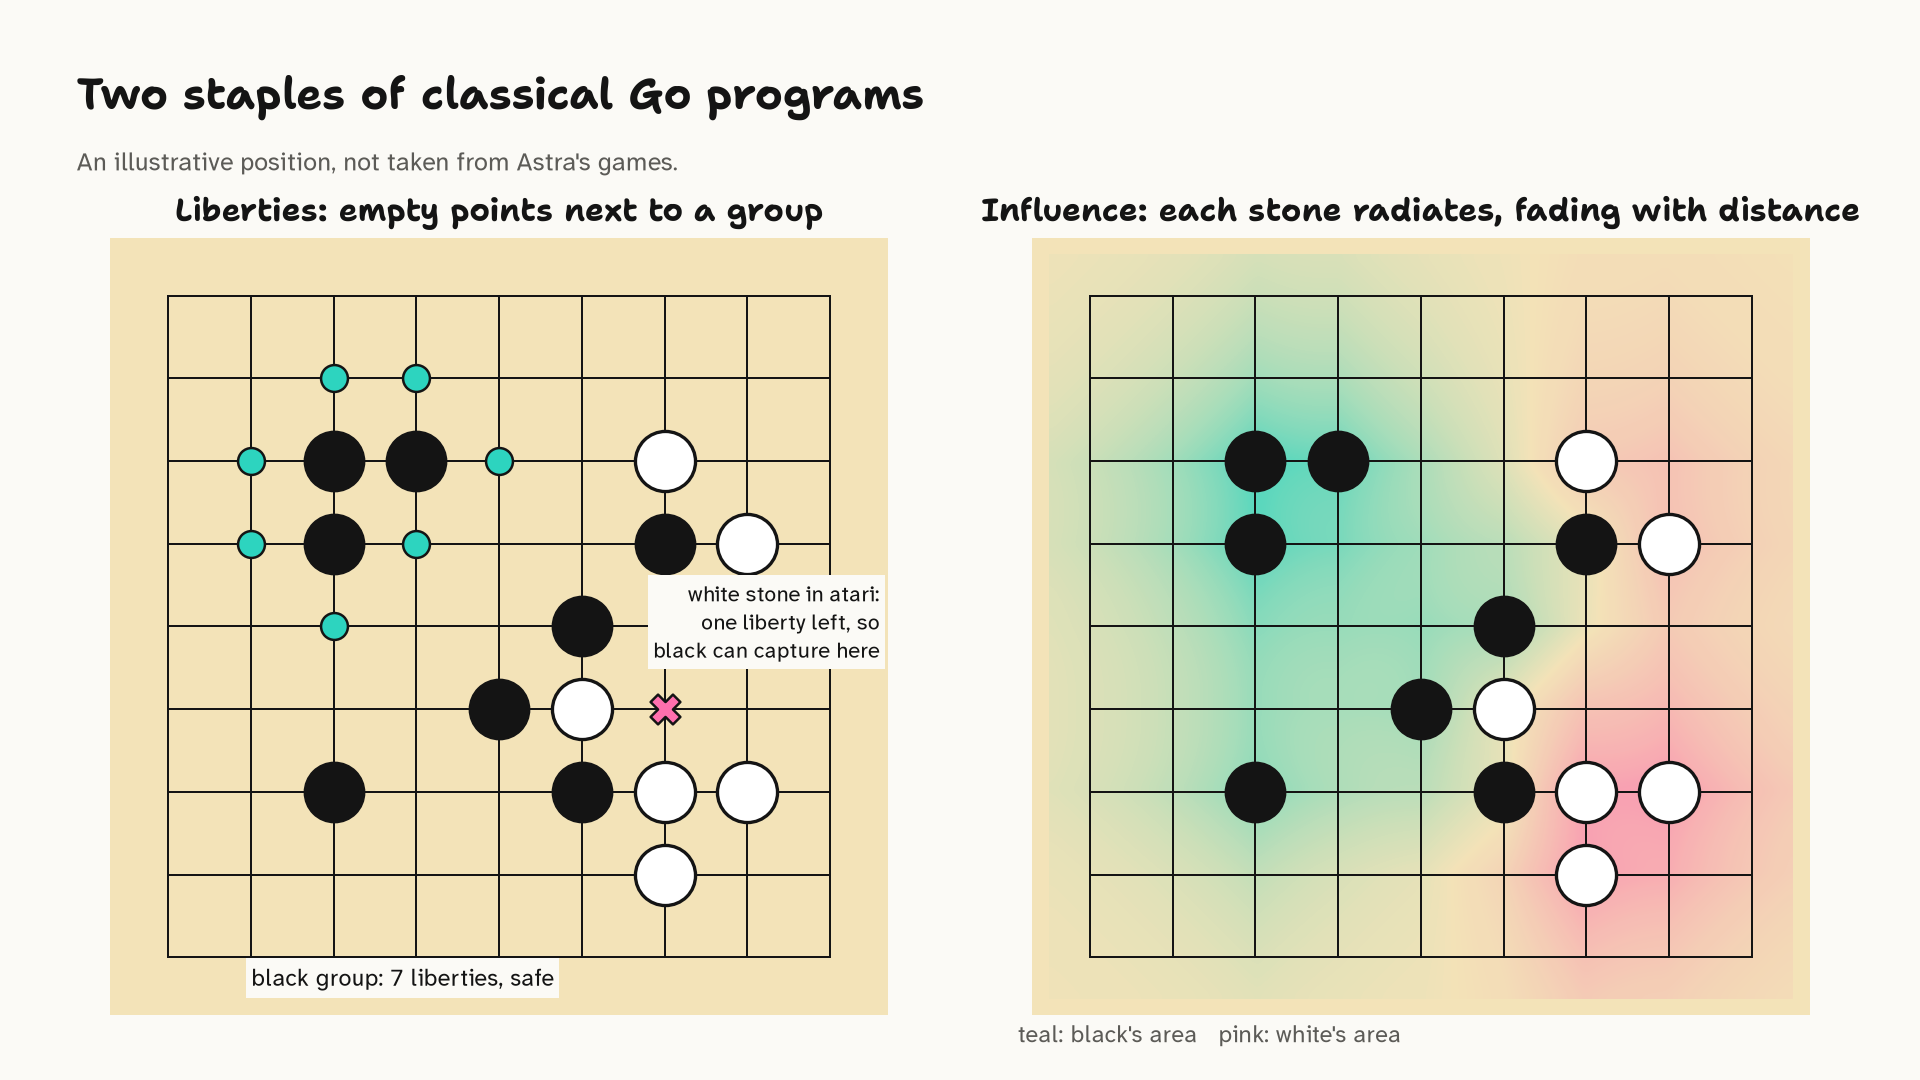 Two staples of classical Go programs
An illustrative position, not taken from Astra's games.
Liberties: empty points next to a group
Influence: each stone radiates, fading with distance
white stone in atari:
one liberty left, so
black can capture here
black group: 7 liberties, safe
teal: black's area pink: white's area